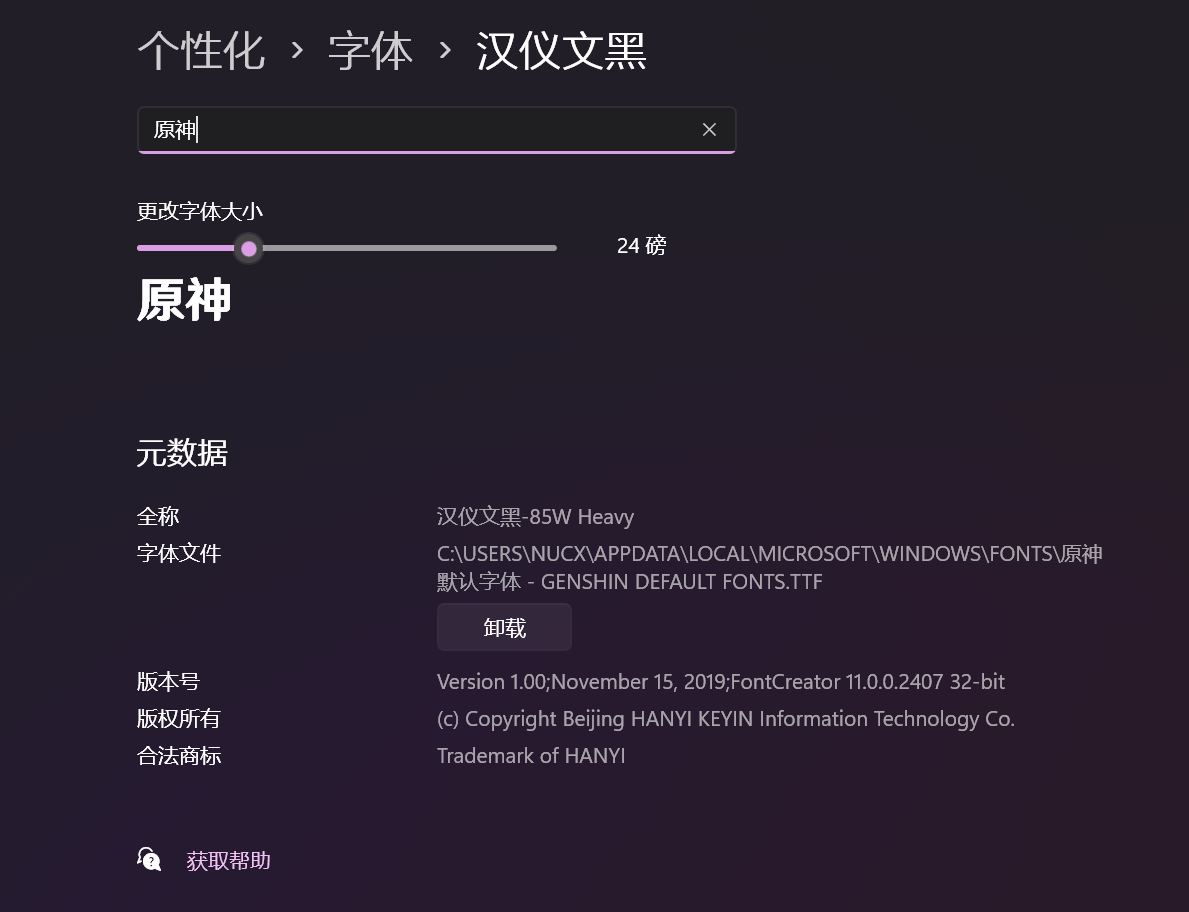 个性化 › 字体 › 汉仪文黑
原神
更改字体大小
24 磅
原神
元数据
全称 汉仪文黑-85W Heavy
字体文件 C:\USERS\NUCX\APPDATA\LOCAL\MICROSOFT\WINDOWS\FONTS\原神
默认字体 - GENSHIN DEFAULT FONTS.TTF
卸载
版本号 Version 1.00;November 15, 2019;FontCreator 11.0.0.2407 32-bit
版权所有 (c) Copyright Beijing HANYI KEYIN Information Technology Co.
合法商标 Trademark of HANYI
获取帮助